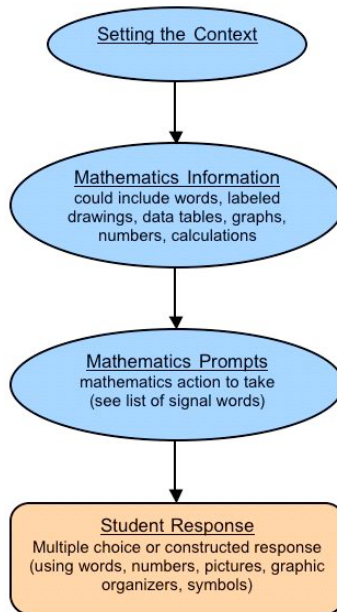 Setting the Context
Mathematics Information
could include words, labeled
drawings, data tables, graphs,
numbers, calculations
Mathematics Prompts
mathematics action to take
(see list of signal words)
Student Response
Multiple choice or constructed response
(using words, numbers, pictures, graphic
organizers, symbols)